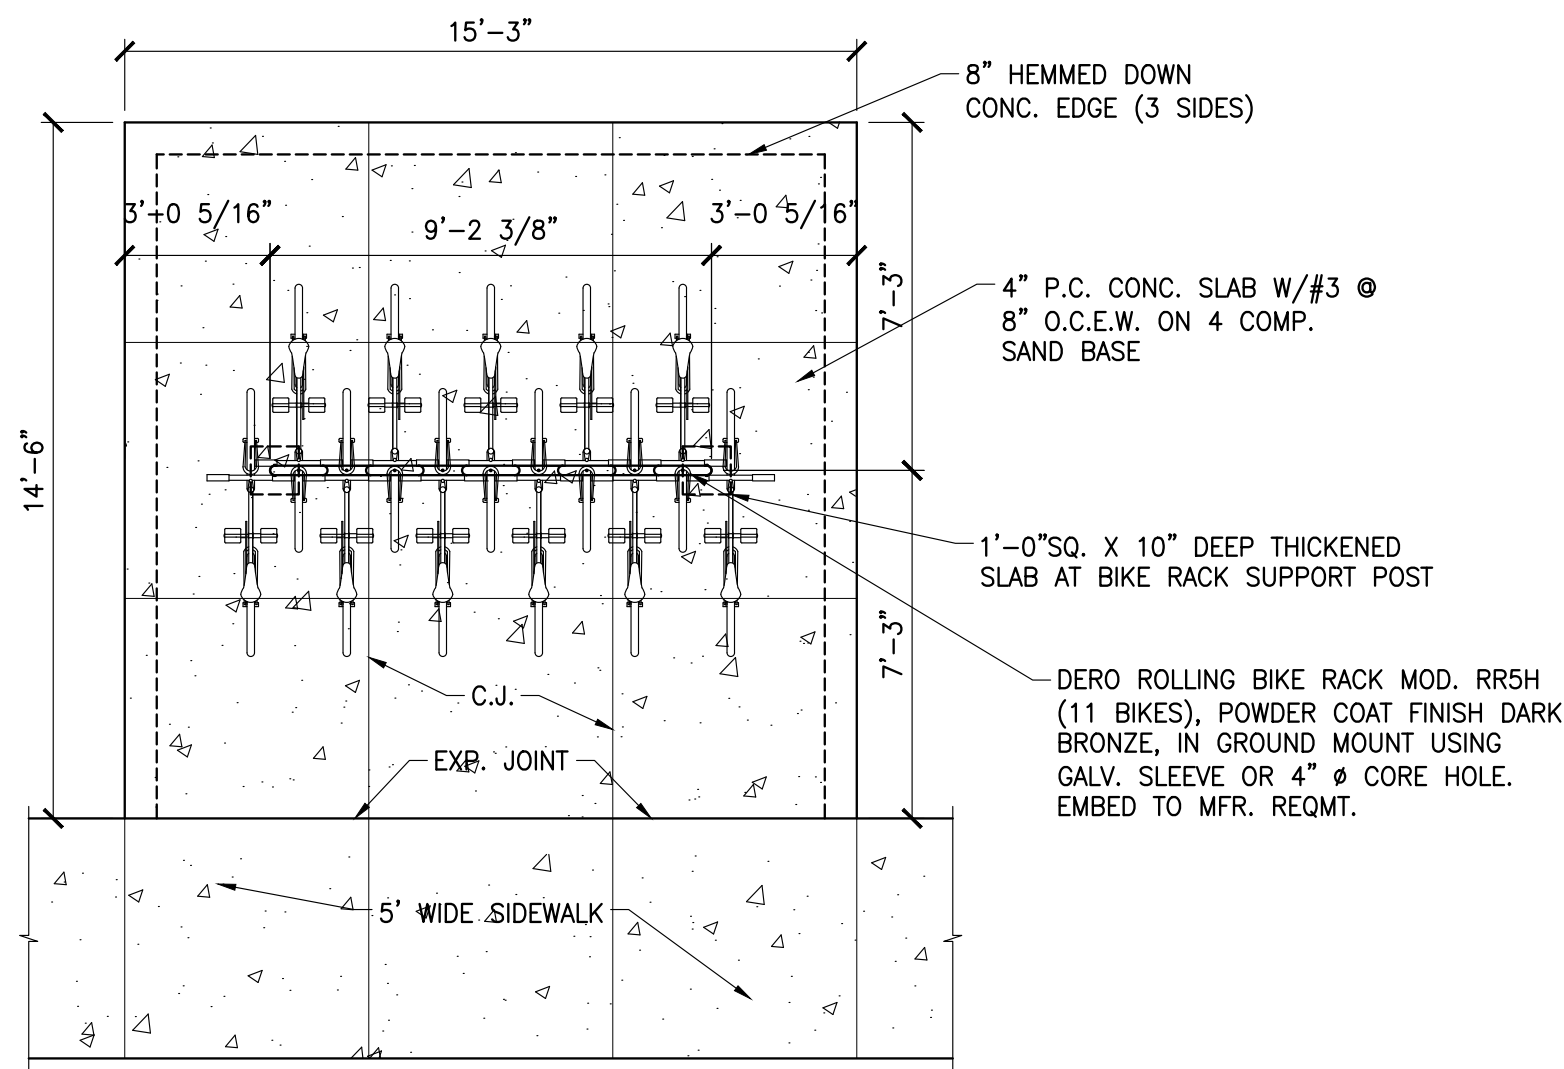 15'-3"
8" HEMMED DOWN
CONC. EDGE (3 SIDES)
3'-0 5/16"
9'-2 3/8"
3'-0 5/16"
7'-3"
4" P.C. CONC. SLAB W/#3 @
8" O.C.E.W. ON 4 COMP.
SAND BASE
14'-6"
1'-0"SQ. X 10" DEEP THICKENED
SLAB AT BIKE RACK SUPPORT POST
7'-3"
DERO ROLLING BIKE RACK MOD. RR5H
(11 BIKES), POWDER COAT FINISH DARK
BRONZE, IN GROUND MOUNT USING
GALV. SLEEVE OR 4" Ø CORE HOLE.
EMBED TO MFR. REQMT.
C.J.
EXP. JOINT
5' WIDE SIDEWALK